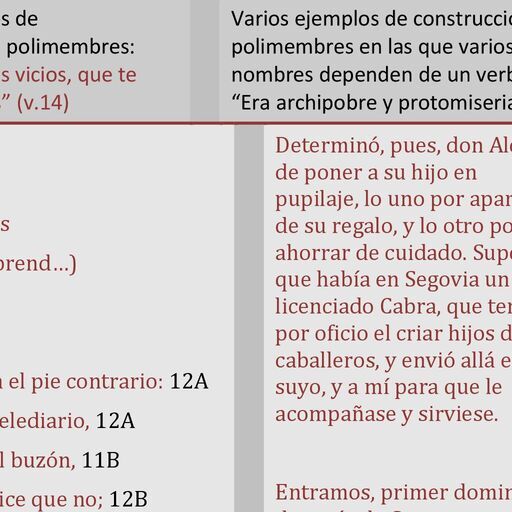 s de
polimembres:
s vicios, que te
” (v.14)
Varios ejemplos de construcci
polimembres en las que varios
nombres dependen de un verb
“Era archipobre y protomiseria
s
prend…)
el pie contrario: 12A
elediario, 12A
l buzón, 11B
ice que no; 12B
Determinó, pues, don Al
de poner a su hijo en
pupilaje, lo uno por apar
de su regalo, y lo otro po
ahorrar de cuidado. Sup
que había en Segovia un
licenciado Cabra, que te
por oficio el criar hijos d
caballeros, y envió allá e
suyo, y a mí para que le
acompañase y sirviese.
Entramos, primer domin